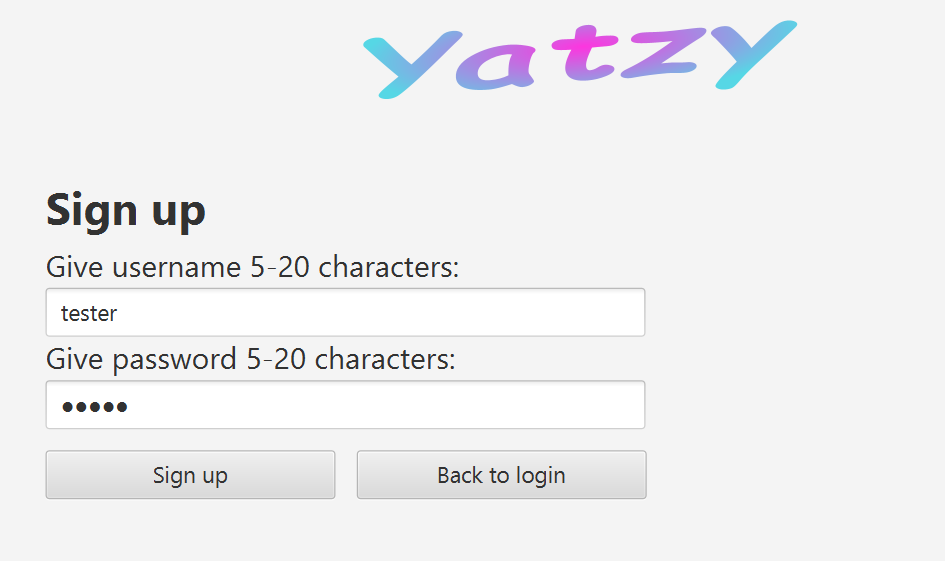 Yatzy
Sign up
Give username 5-20 characters:
tester
Give password 5-20 characters:
•••••
Sign up Back to login